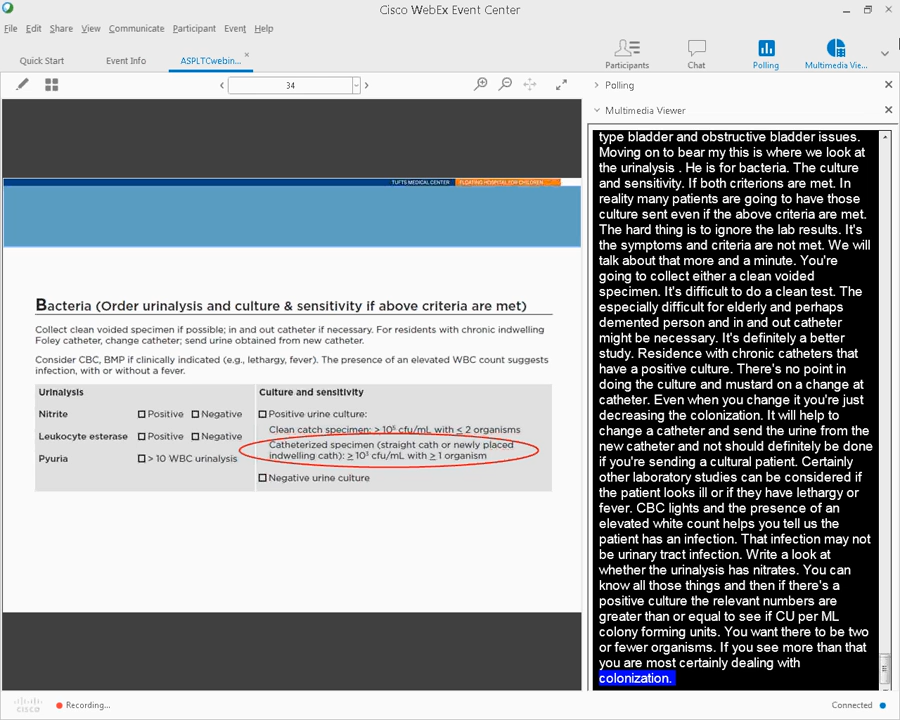 Cisco WebEx Event Center
File Edit Share View Communicate Participant Event Help
Quick Start Event Info ASPLTCwebin...
Participants Chat Polling Multimedia Vie...
34
Polling
Multimedia Viewer
TUFTS MEDICAL CENTER FLOATING HOSPITAL FOR CHILDREN
Bacteria (Order urinalysis and culture & sensitivity if above criteria are met)
Collect clean voided specimen if possible; in and out catheter if necessary. For residents with chronic indwelling
Foley catheter, change catheter; send urine obtained from new catheter.
Consider CBC, BMP if clinically indicated (e.g., lethargy, fever). The presence of an elevated WBC count suggests
infection, with or without a fever.
Urinalysis
Nitrite Positive Negative
Leukocyte esterase Positive Negative
Pyuria > 10 WBC urinalysis
Culture and sensitivity
Positive urine culture:
Clean catch specimen: > 10⁵ cfu/mL with ≤ 2 organisms
Catheterized specimen (straight cath or newly placed
indwelling cath): ≥ 10³ cfu/mL with ≥ 1 organism
Negative urine culture
type bladder and obstructive bladder issues.
Moving on to bear my this is where we look at
the urinalysis . He is for bacteria. The culture
and sensitivity. If both criterions are met. In
reality many patients are going to have those
culture sent even if the above criteria are met.
The hard thing is to ignore the lab results. It's
the symptoms and criteria are not met. We will
talk about that more and a minute. You're
going to collect either a clean voided
specimen. It's difficult to do a clean test. The
especially difficult for elderly and perhaps
demented person and in and out catheter
might be necessary. It's definitely a better
study. Residence with chronic catheters that
have a positive culture. There's no point in
doing the culture and mustard on a change at
catheter. Even when you change it you're just
decreasing the colonization. It will help to
change a catheter and send the urine from the
new catheter and not should definitely be done
if you're sending a cultural patient. Certainly
other laboratory studies can be considered if
the patient looks ill or if they have lethargy or
fever. CBC lights and the presence of an
elevated white count helps you tell us the
patient has an infection. That infection may not
be urinary tract infection. Write a look at
whether the urinalysis has nitrates. You can
know all those things and then if there's a
positive culture the relevant numbers are
greater than or equal to see if CU per ML
colony forming units. You want there to be two
or fewer organisms. If you see more than that
you are most certainly dealing with
colonization.
cisco Recording... Connected